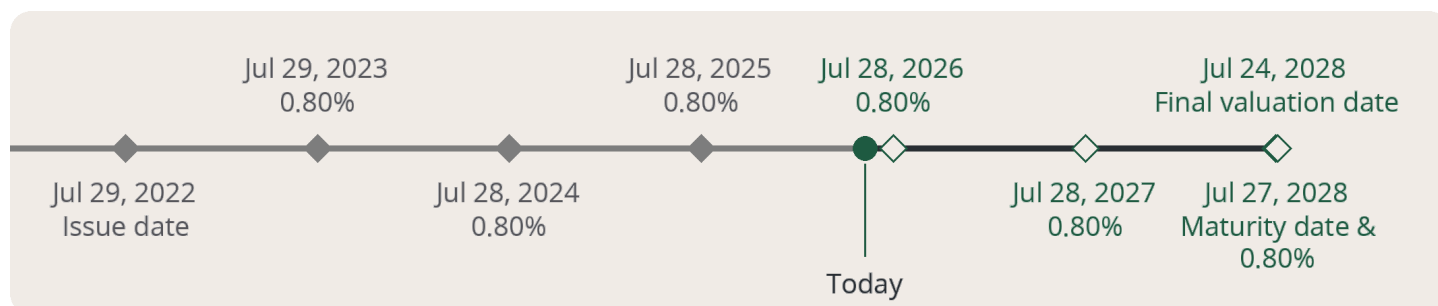 Jul 29, 2023
0.80%
Jul 28, 2025
0.80%
Jul 28, 2026
0.80%
Jul 24, 2028
Final valuation date
Jul 29, 2022
Issue date
Jul 28, 2024
0.80%
Jul 28, 2027
0.80%
Jul 27, 2028
Maturity date &
0.80%
Today